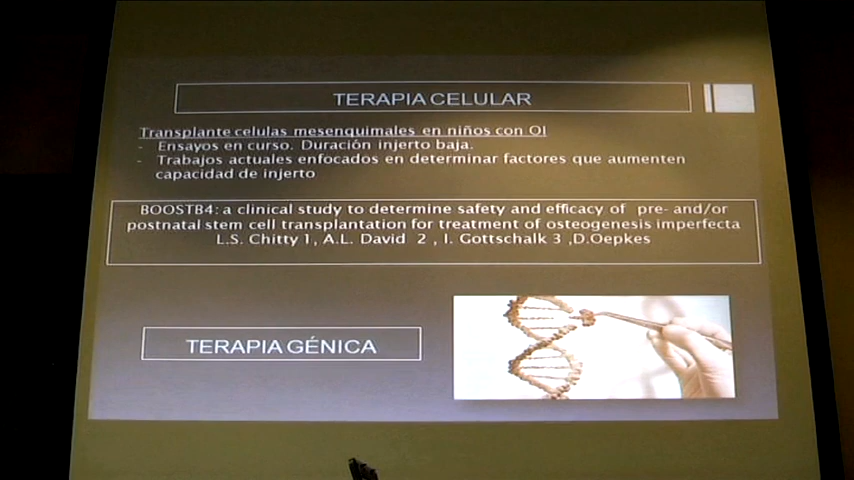 TERAPIA CELULAR
Transplante celulas mesenquimales en niños con OI
- Ensayos en curso. Duración injerto baja.
- Trabajos actuales enfocados en determinar factores que aumenten
capacidad de injerto
BOOSTB4: a clinical study to determine safety and efficacy of pre- and/or
postnatal stem cell transplantation for treatment of osteogenesis imperfecta
L.S. Chitty 1, A.L. David 2 , I. Gottschalk 3 ,D.Oepkes
TERAPIA GÉNICA